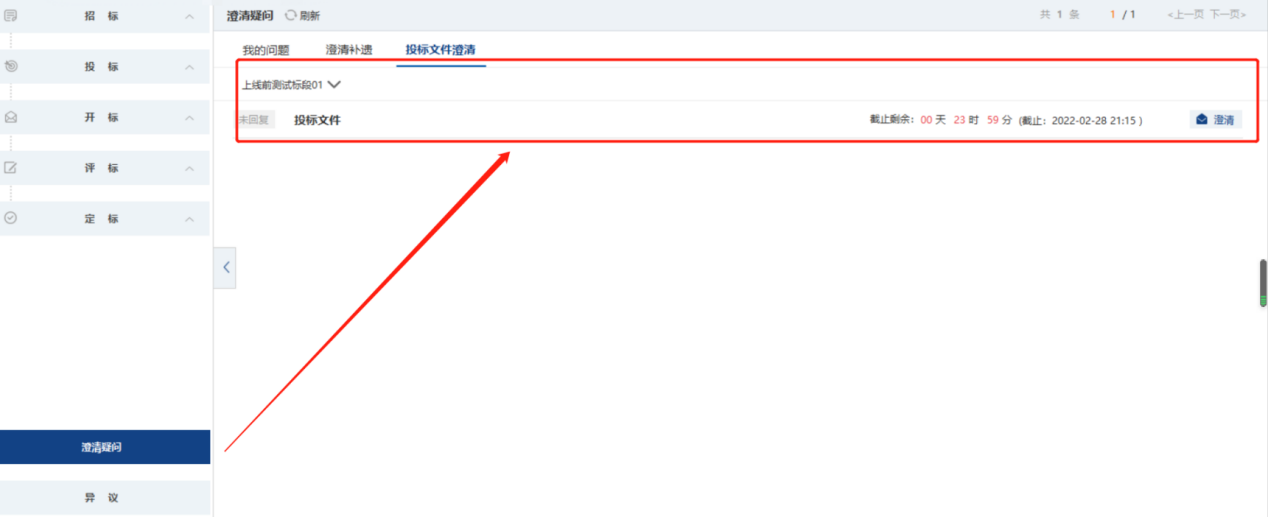 招 标
投 标
开 标
评 标
定 标
澄清疑问
异 议
澄清疑问 刷新 共 1 条 1 / 1 <上一页 下一页>
我的问题 澄清补遗 投标文件澄清
上线前测试标段01
未回复 投标文件 截止剩余: 00 天 23 时 59 分 (截止: 2022-02-28 21:15 ) 澄清